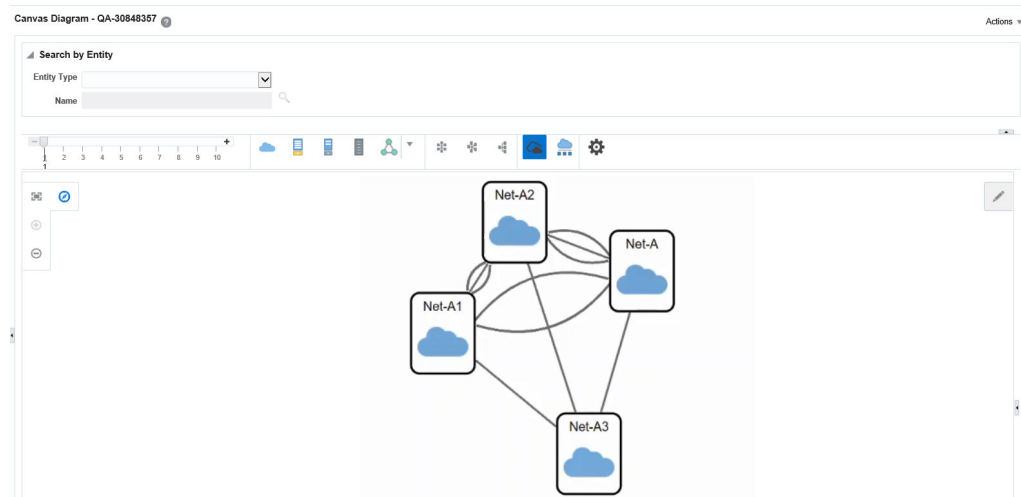 Canvas Diagram - QA-30848357 ?
Actions
Search by Entity
Entity Type
Name
1 2 3 4 5 6 7 8 9 10
1
Net-A2
Net-A
Net-A1
Net-A3